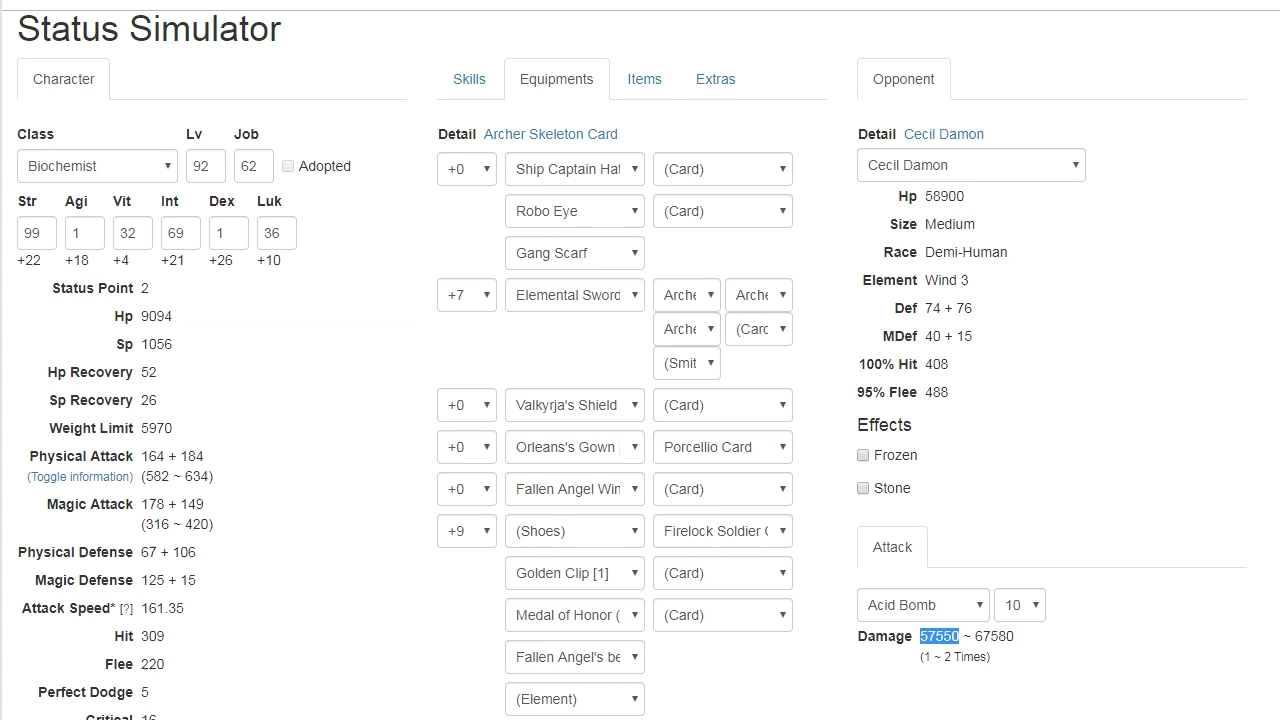 Status Simulator
Character
Class Lv Job
Biochemist 92 62 Adopted
Str Agi Vit Int Dex Luk
99 1 32 69 1 36
+22 +18 +4 +21 +26 +10
Status Point 2
Hp 9094
Sp 1056
Hp Recovery 52
Sp Recovery 26
Weight Limit 5970
Physical Attack 164 + 184
(Toggle information) (582 ~ 634)
Magic Attack 178 + 149
(316 ~ 420)
Physical Defense 67 + 106
Magic Defense 125 + 15
Attack Speed* [?] 161.35
Hit 309
Flee 220
Perfect Dodge 5
Critical 16
Skills Equipments Items Extras
Detail Archer Skeleton Card
+0 Ship Captain Hat (Card)
Robo Eye (Card)
Gang Scarf
+7 Elemental Sword Arche Arche
Arche (Card
(Smit
+0 Valkyrja's Shield (Card)
+0 Orleans's Gown Porcellio Card
+0 Fallen Angel Win (Card)
+9 (Shoes) Firelock Soldier C
Golden Clip [1] (Card)
Medal of Honor ( (Card)
Fallen Angel's be
(Element)
Opponent
Detail Cecil Damon
Cecil Damon
Hp 58900
Size Medium
Race Demi-Human
Element Wind 3
Def 74 + 76
MDef 40 + 15
100% Hit 408
95% Flee 488
Effects
Frozen
Stone
Attack
Acid Bomb 10
Damage 57550 ~ 67580
(1 ~ 2 Times)